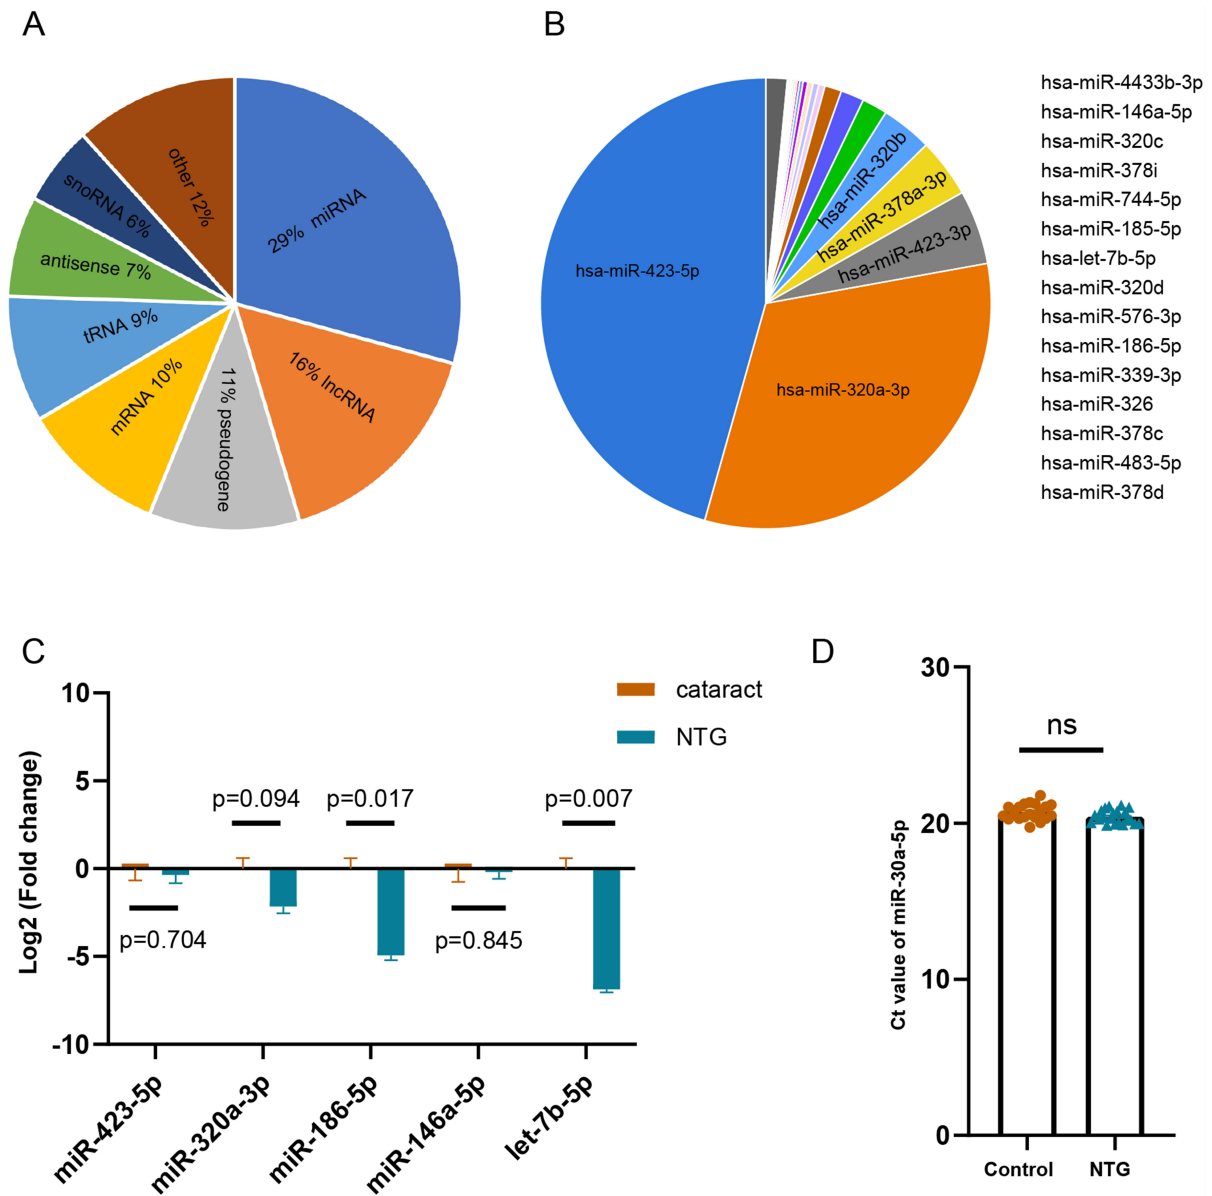 A
B
29% miRNA
16% lncRNA
11% pseudogene
mRNA 10%
tRNA 9%
antisense 7%
snoRNA 6%
other 12%
hsa-miR-423-5p
hsa-miR-320a-3p
hsa-miR-423-3p
hsa-miR-378a-3p
hsa-miR-320b
hsa-miR-4433b-3p
hsa-miR-146a-5p
hsa-miR-320c
hsa-miR-378i
hsa-miR-744-5p
hsa-miR-185-5p
hsa-let-7b-5p
hsa-miR-320d
hsa-miR-576-3p
hsa-miR-186-5p
hsa-miR-339-3p
hsa-miR-326
hsa-miR-378c
hsa-miR-483-5p
hsa-miR-378d
C
cataract
NTG
Log2 (Fold change)
10
5
0
-5
-10
p=0.704
p=0.094
p=0.017
p=0.845
p=0.007
miR-423-5p
miR-320a-3p
miR-186-5p
miR-146a-5p
let-7b-5p
D
Ct value of miR-30a-5p
30
20
10
0
ns
Control
NTG